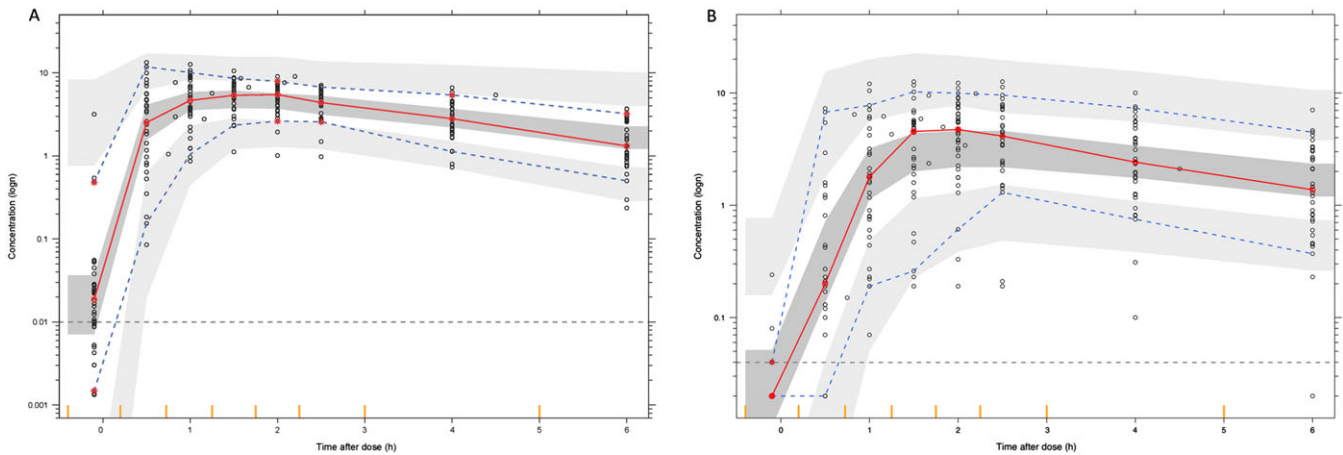 A
B
Concentration (logn)
10
1
0.1
0.01
0.001
0 1 2 3 4 5 6
Time after dose (h)
Concentration (logn)
10
1
0.1
0 1 2 3 4 5 6
Time after dose (h)